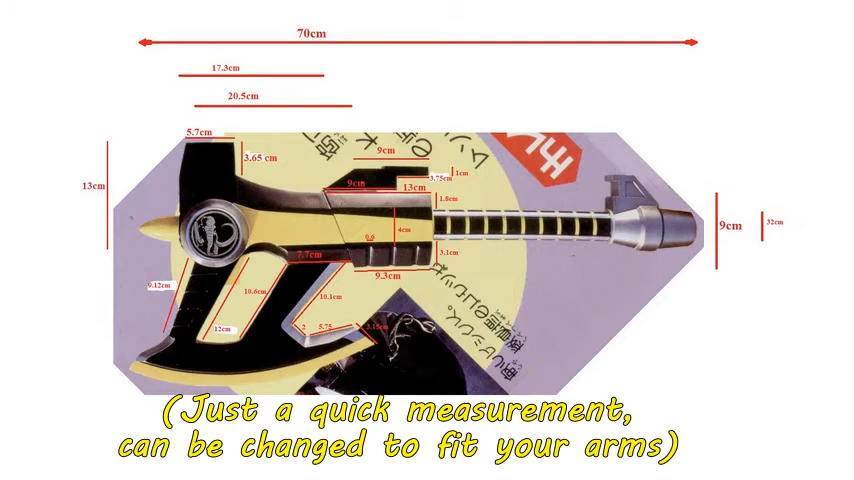 70cm
17.3cm
20.5cm
5.7cm
3.65 cm
9cm
1cm
3.75cm
13cm
9cm
13cm
1.8cm
9cm
32cm
4cm
0.6
3.1cm
7.7cm
9.3cm
9.12cm
10.6cm
10.1cm
12cm
2
5.75
3.15cm
(Just a quick measurement,
can be changed to fit your arms)